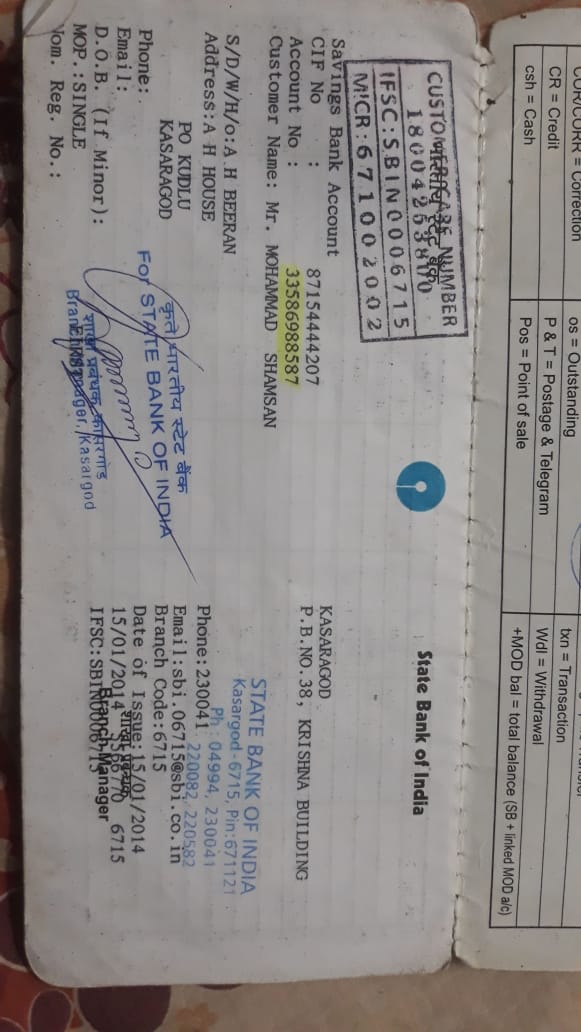 COR/CORR = Correction
CR = Credit
csh = Cash
os = Outstanding
P & T = Postage & Telegram
Pos = Point of sale
txn = Transaction
Wdl = Withdrawal
+MOD bal = total balance (SB + linked MOD a/c)
State Bank of India
CUSTOMER CARE NUMBER
18004253800
भारतीय स्टेट बैंक
IFSC:SBIN0006715
MICR:671002002
Savings Bank Account
CIF No : 87154444207
Account No : 33586988587
Customer Name: Mr. MOHAMMAD SHAMSAN
S/D/W/H/o:A H BEERAN
Address:A H HOUSE
PO KUDLU
KASARAGOD
Phone:
Email:
D.O.B. (If Minor):
MOP.:SINGLE
Nom. Reg. No.:
कृते भारतीय स्टेट बैंक
For STATE BANK OF INDIA
शाखा प्रबंधक, कासरगोड
Branch Manager, Kasargod
KASARAGOD
P.B.NO.38, KRISHNA BUILDING
STATE BANK OF INDIA
Kasargod-6715, Pin:671121
Ph : 04994, 230041
220082, 220582
Phone:230041
Email:sbi.06715@sbi.co.in
Branch Code:6715
Date of Issue:15/01/2014
15/01/2014 6715
IFSC:SBIN0006715
शाखा प्रबंधक
Branch Manager